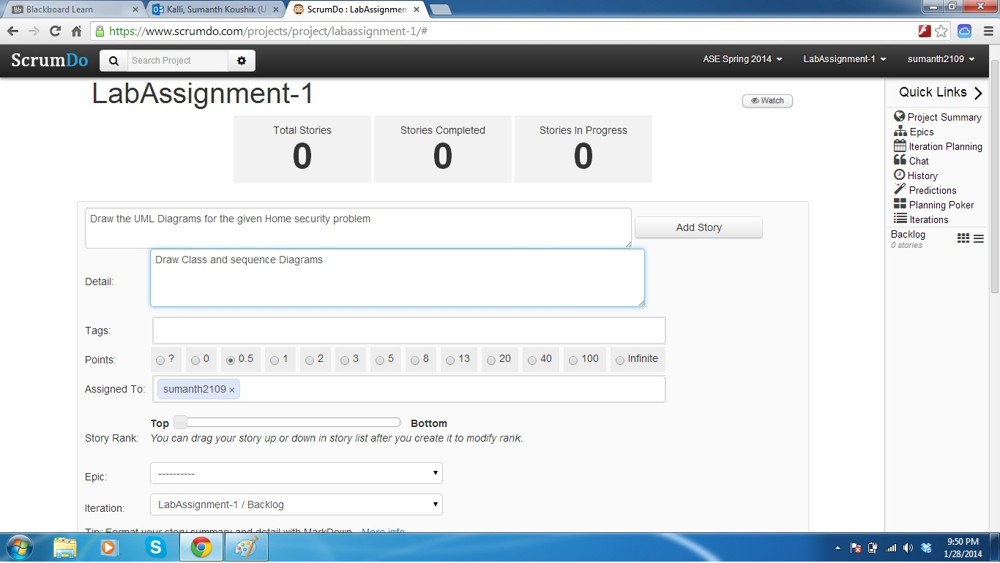 Blackboard Learn
Kalli, Sumanth Koushik (U
ScrumDo : LabAssignmen
https://www.scrumdo.com/projects/project/labassignment-1/#
ScrumDo
Search Project
ASE Spring 2014
LabAssignment-1
sumanth2109
LabAssignment-1
Watch
Total Stories
0
Stories Completed
0
Stories In Progress
0
Draw the UML Diagrams for the given Home security problem
Add Story
Detail:
Draw Class and sequence Diagrams
Tags:
Points:
? 0 0.5 1 2 3 5 8 13 20 40 100 Infinite
Assigned To:
sumanth2109 ×
Top
Bottom
Story Rank:
You can drag your story up or down in story list after you create it to modify rank.
Epic:
----------
Iteration:
LabAssignment-1 / Backlog
Tip: Format your story summary and detail with MarkDown. More info
Quick Links
Project Summary
Epics
Iteration Planning
Chat
History
Predictions
Planning Poker
Iterations
Backlog
0 stories
9:50 PM
1/28/2014